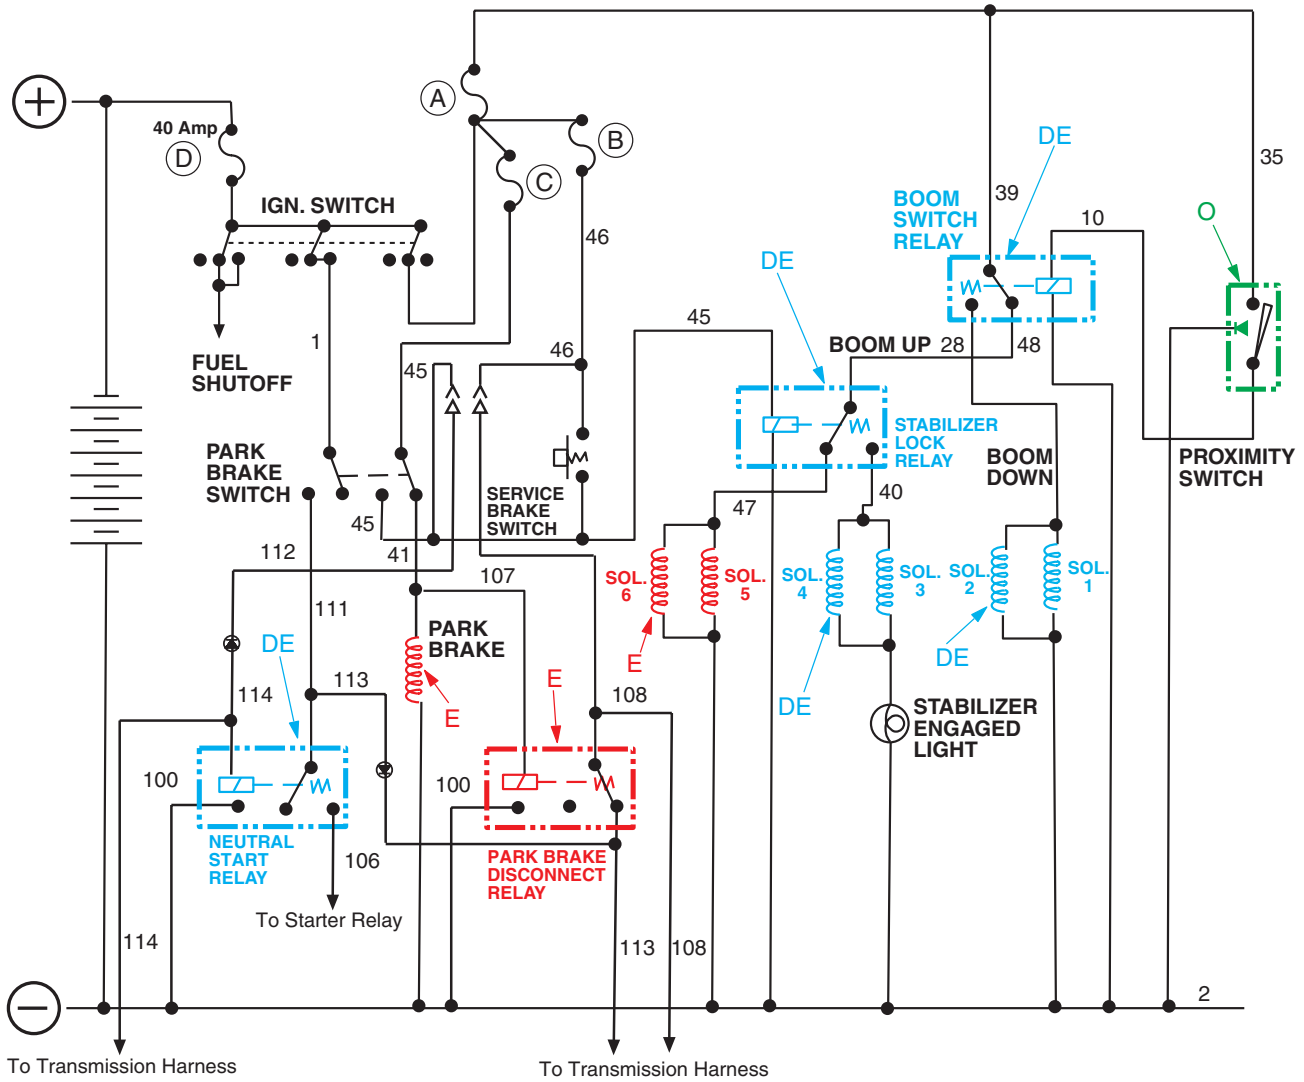 A
40 Amp
D
B
C
DE
35
IGN. SWITCH
39
BOOM
SWITCH
RELAY
10
O
46
DE
1
45
BOOM UP
28
48
46
45
FUEL
SHUTOFF
STABILIZER
LOCK
RELAY
BOOM
DOWN
PROXIMITY
SWITCH
PARK
BRAKE
SWITCH
SERVICE
BRAKE
SWITCH
45
41
47
40
112
107
111
SOL.
6
SOL.
5
SOL.
4
SOL.
3
SOL.
2
SOL.
1
PARK
BRAKE
DE
E
DE
113
114
E
E
108
DE
STABILIZER
ENGAGED
LIGHT
100
100
NEUTRAL
START
RELAY
106
PARK BRAKE
DISCONNECT
RELAY
To Starter Relay
114
113
108
2
To Transmission Harness
To Transmission Harness